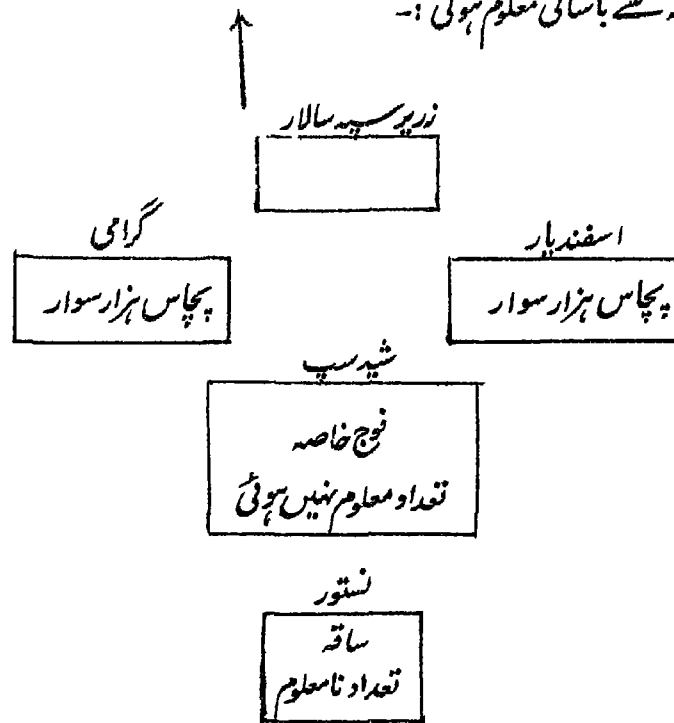 سے بآسانی معلوم ہوتی :۔
زریر سپہ سالار
اسفندیار
گرامی
پچاس ہزار سوار
پچاس ہزار سوار
شیدسپ
فوج خاصہ
تعداد معلوم نہیں ہوئی
نستور
ساقہ
تعداد نامعلوم